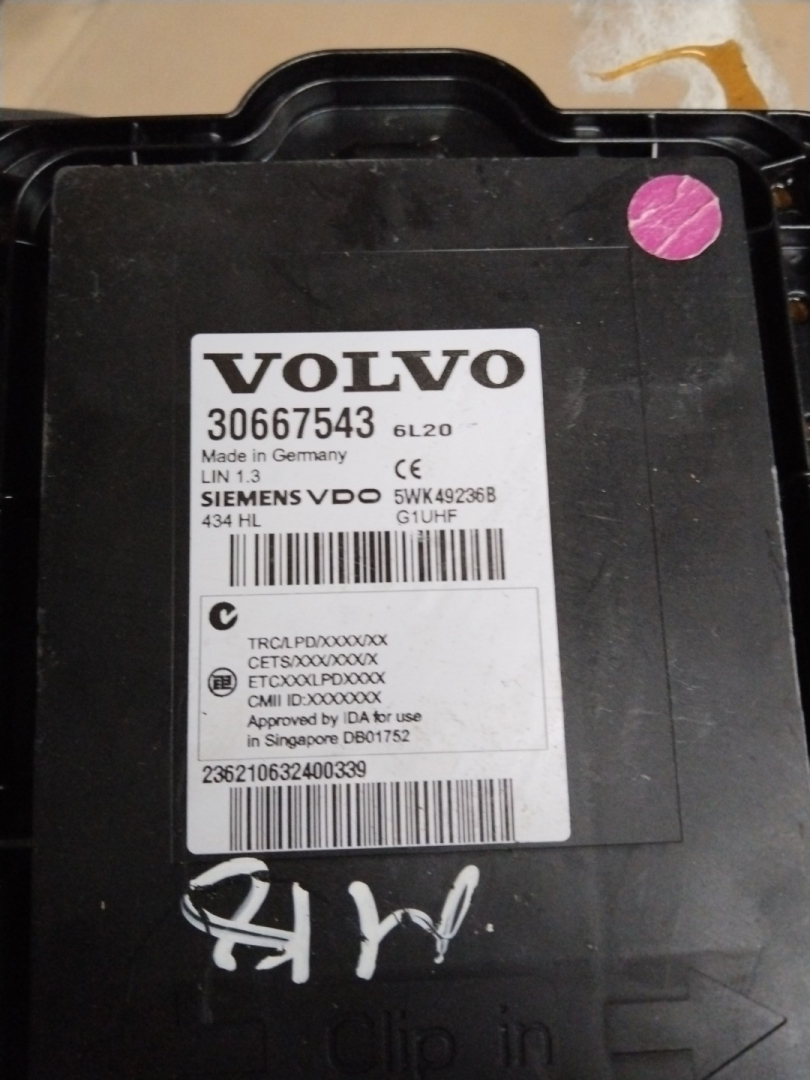 VOLVO
30667543 6L20
Made in Germany
LIN 1.3 CE
SIEMENS VDO 5WK49236B
434 HL G1UHF
TRC/LPD/XXXX/XX
CETS/XXX/XXX/X
ETCXXXLPDXXXX
CMII ID:XXXXXXX
Approved by IDA for use
in Singapore DB01752
236210632400339
Clip in